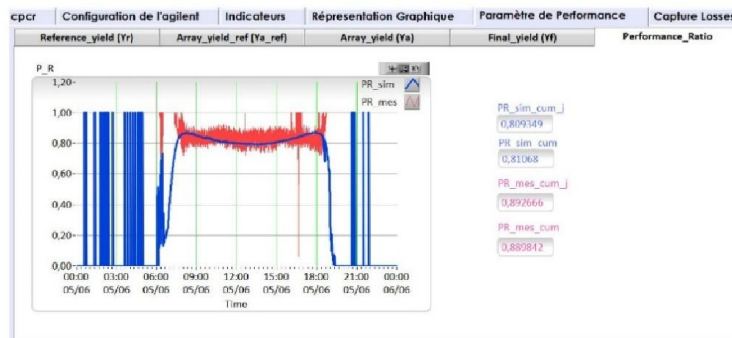 cpcr Configuration de l'agilent Indicateurs Répresentation Graphique Paramètre de Performance Capture Losses
Reference_yield (Yr) Array_yield_ref (Ya_ref) Array_yield (Ya) Final_yield (Yf) Performance_Ratio
P_R
1,20
1,00
0,80
0,60
0,40
0,20
0,00
PR_sim
PR_mes
00:00 03:00 06:00 09:00 12:00 15:00 18:00 21:00 00:00
05/06 05/06 05/06 05/06 05/06 05/06 05/06 05/06 06/06
Time
PR_sim_cum_j
0,809349
PR_sim_cum
0,81068
PR_mes_cum_j
0,892666
PR_mes_cum
0,889842